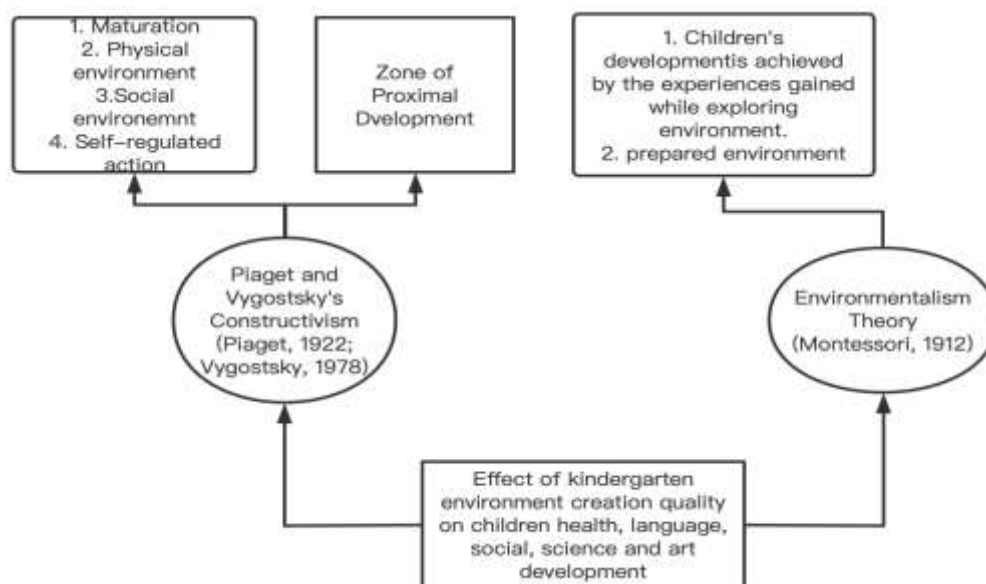 1. Maturation
2. Physical
environment
3.Social
environemnt
4. Self-regulated
action
Zone of
Proximal
Dvelopment
1. Children's
developmentis achieved
by the experiences gained
while exploring
environment.
2. prepared environment
Piaget and
Vygostsky's
Constructivism
(Piaget, 1922;
Vygostsky, 1978)
Environmentalism
Theory
(Montessori, 1912)
Effect of kindergarten
environment creation quality
on children health, language,
social, science and art
development